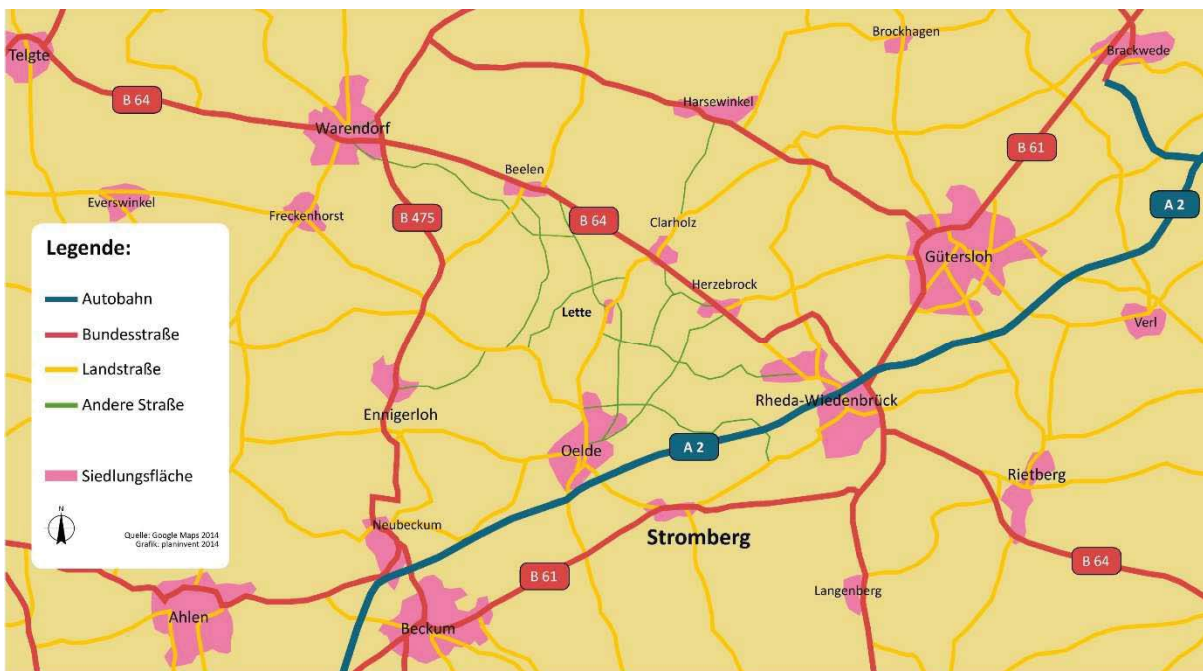 Brockhagen
Telgte
Brackwede
B 64
Harsewinkel
Warendorf
B 61
Beelen
Everswinkel
Freckenhorst
B 475
B 64
Clarholz
A 2
Gütersloh
Legende:
Autobahn
Bundesstraße
Landstraße
Andere Straße
Siedlungsfläche
N
Quelle: Google Maps 2014
Grafik: planinvent 2014
Herzebrock
Lette
Verl
Ennigerloh
Rheda-Wiedenbrück
Oelde
A 2
Rietberg
Neubeckum
Stromberg
B 61
B 64
Langenberg
Ahlen
Beckum